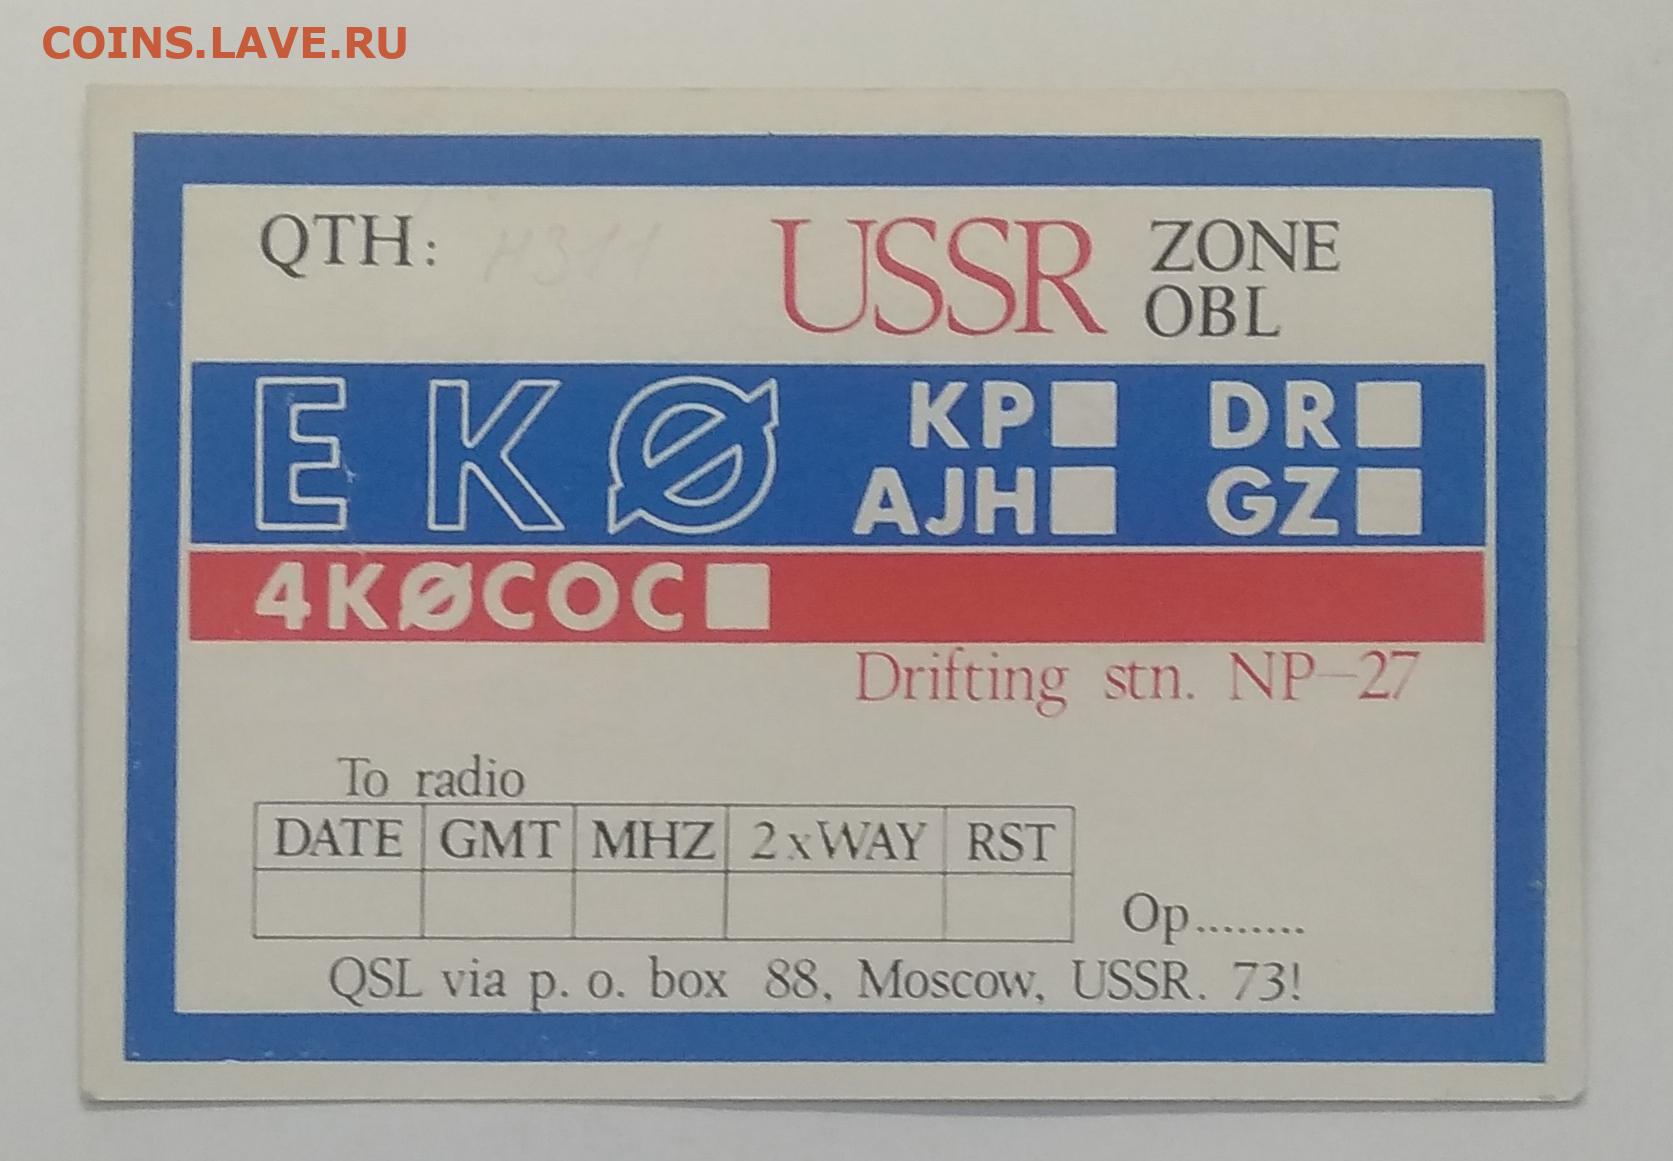 COINS.LAVE.RU
QTH: H311 USSR ZONE
OBL
EKØ KP DR
AJH GZ
4KØCOC
Drifting stn. NP-27
To radio
DATE GMT MHZ 2xWAY RST
Op........
QSL via p. o. box 88, Moscow, USSR. 73!